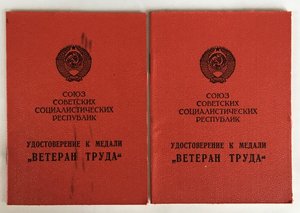 СОЮЗ
СОВЕТСКИХ
СОЦИАЛИСТИЧЕСКИХ
РЕСПУБЛИК
УДОСТОВЕРЕНИЕ К МЕДАЛИ
„ВЕТЕРАН ТРУДА“
СОЮЗ
СОВЕТСКИХ
СОЦИАЛИСТИЧЕСКИХ
РЕСПУБЛИК
УДОСТОВЕРЕНИЕ К МЕДАЛИ
„ВЕТЕРАН ТРУДА“